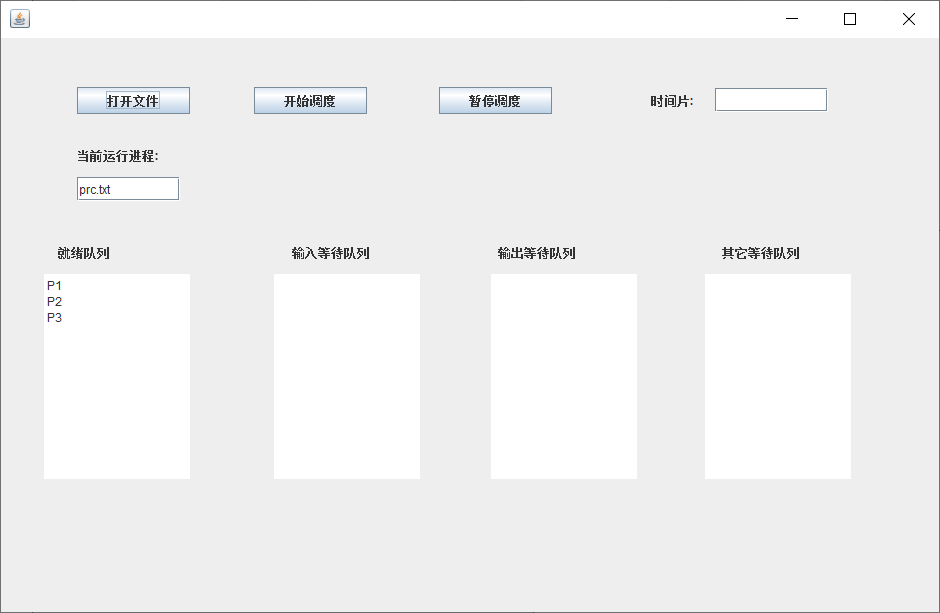 打开文件 开始调度 暂停调度 时间片:
当前运行进程:
prc.txt
就绪队列 输入等待队列 输出等待队列 其它等待队列
P1
P2
P3